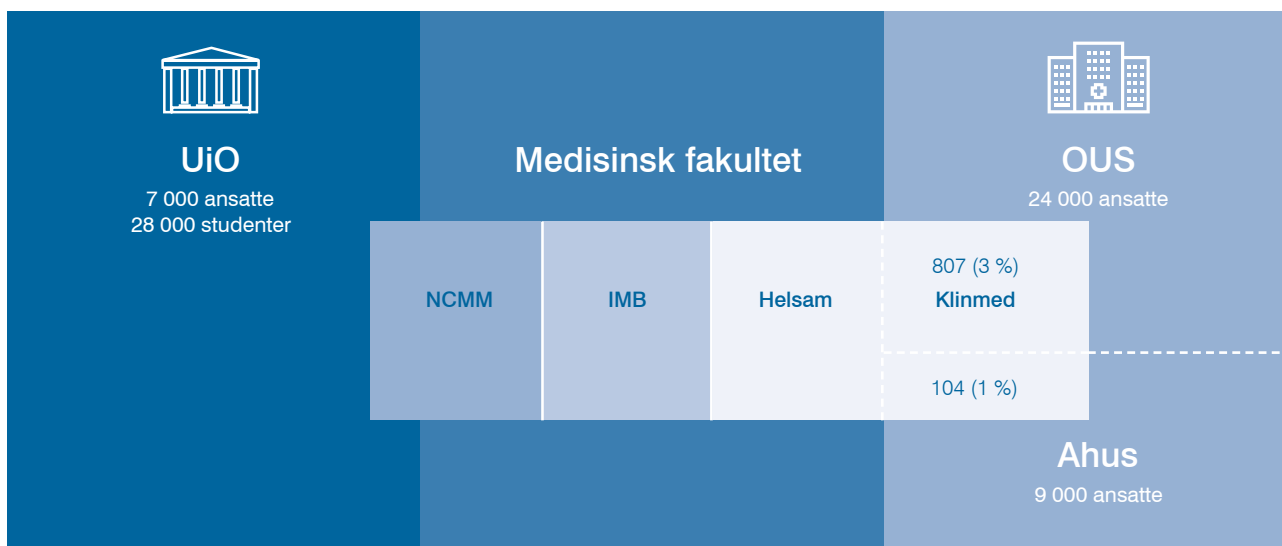 UiO
7 000 ansatte
28 000 studenter
Medisinsk fakultet
OUS
24 000 ansatte
NCMM
IMB
Helsam
807 (3 %)
Klinmed
104 (1 %)
Ahus
9 000 ansatte